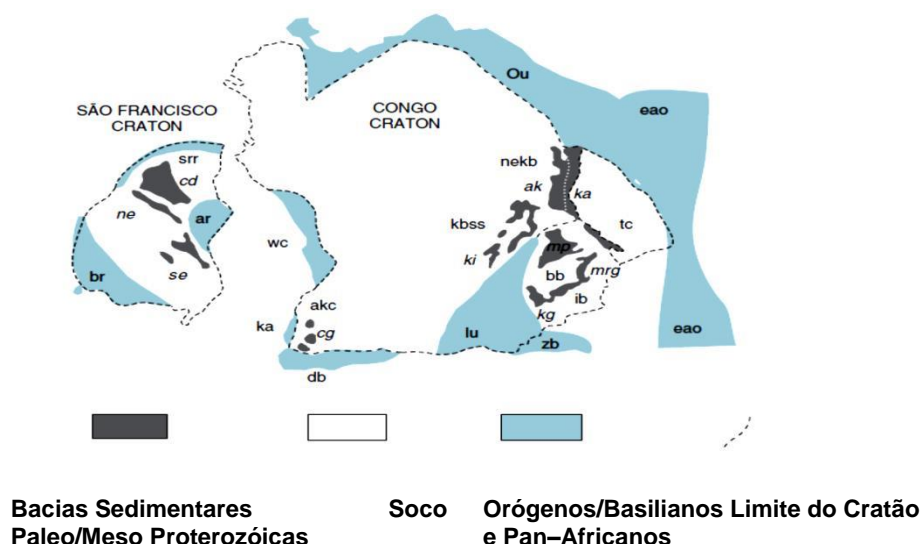 Ou
eao
SÃO FRANCISCO
CRATON
CONGO
CRATON
srr
cd
nekb
ak
ka
ne
ar
kbss
tc
wc
ki
mp
mrg
br
se
bb
akc
ib
ka
cg
kg
lu
zb
eao
db
Bacias Sedimentares Soco Orógenos/Basilianos Limite do Cratão
Paleo/Meso Proterozóicas e Pan–Africanos